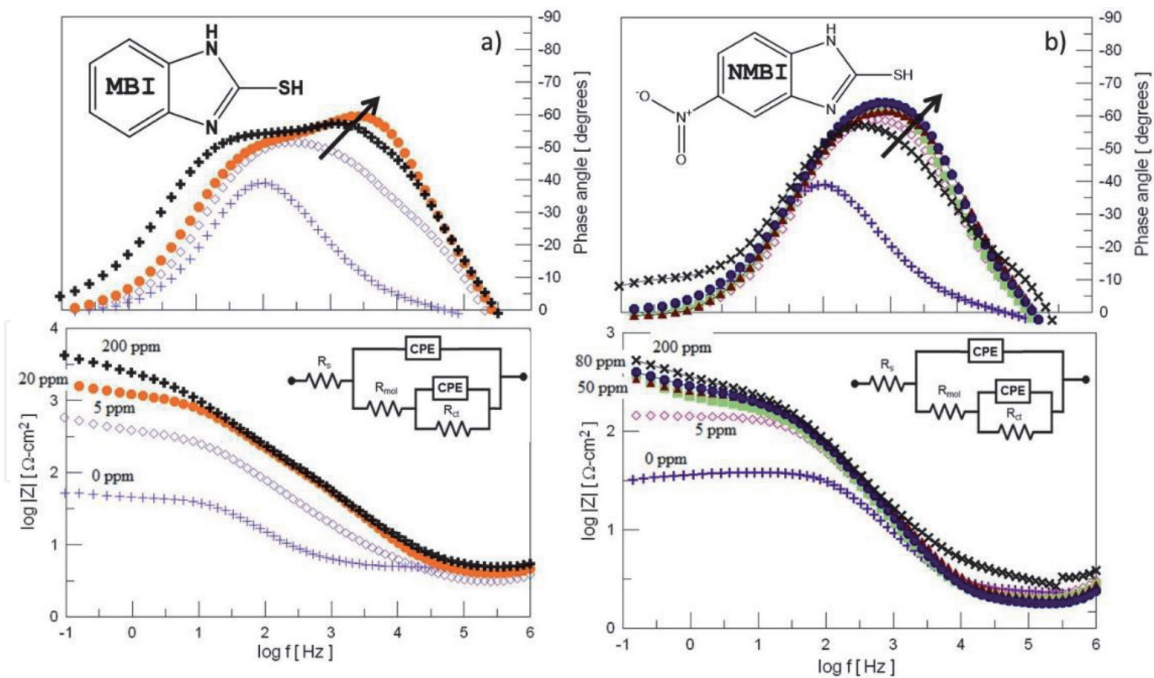 a)
MBI
H
N
N
SH
-90
-80
-70
-60
-50
-40
-30
-20
-10
0
Phase angle [ degrees ]
b)
NMBI
H
N
N
SH
-O
N+
O
-90
-80
-70
-60
-50
-40
-30
-20
-10
0
Phase angle [ degrees ]
4
3
2
1
0
log |Z| [ Ω-cm²]
200 ppm
20 ppm
5 ppm
0 ppm
Rs
CPE
Rmol
CPE
Rct
-1 0 1 2 3 4 5 6
log f [ Hz ]
3
2
1
0
log|Z| [ Ω-cm²]
200 ppm
80 ppm
50 ppm
5 ppm
0 ppm
Rs
CPE
Rmol
CPE
Rct
-1 0 1 2 3 4 5 6
log f [ Hz ]